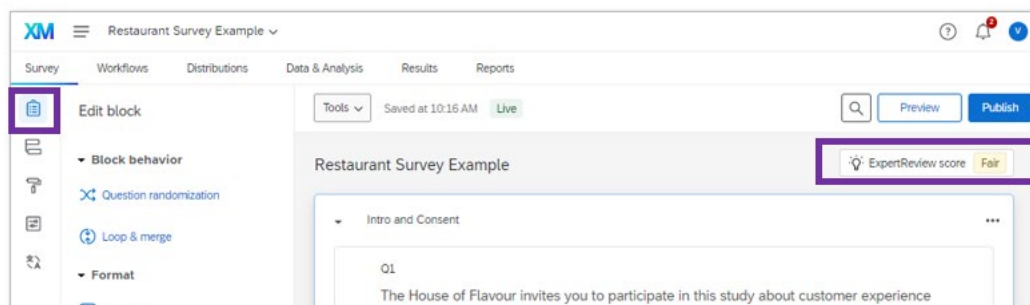 XM Restaurant Survey Example
2
V
Survey Workflows Distributions Data & Analysis Results Reports
Edit block
Tools Saved at 10:16 AM Live
Preview
Publish
Block behavior
Restaurant Survey Example
ExpertReview score Fair
Question randomization
Intro and Consent
Loop & merge
Format
Q1
The House of Flavour invites you to participate in this study about customer experience